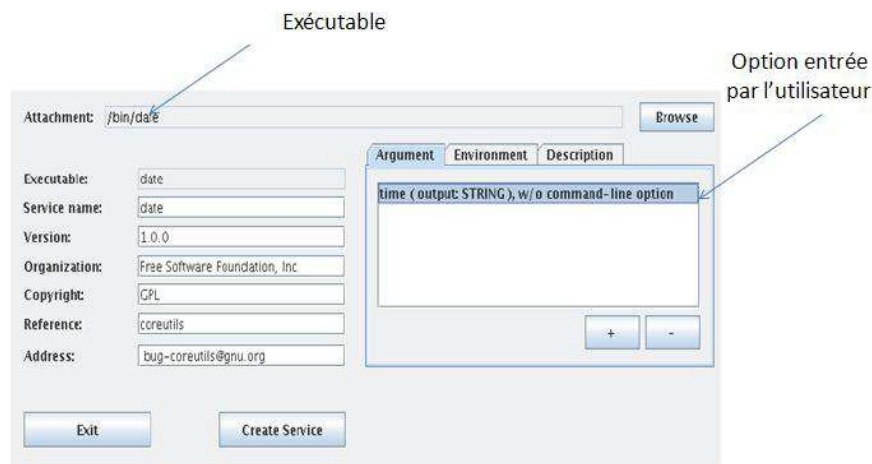 Exécutable
Option entrée
par l'utilisateur
Attachment: /bin/date Browse
Argument Environment Description
Executable: date
time ( output: STRING ), w/o command-line option
Service name: date
Version: 1.0.0
Organization: Free Software Foundation, Inc
Copyright: GPL
Reference: coreutils
+ -
Address: bug-coreutils@gnu.org
Exit Create Service